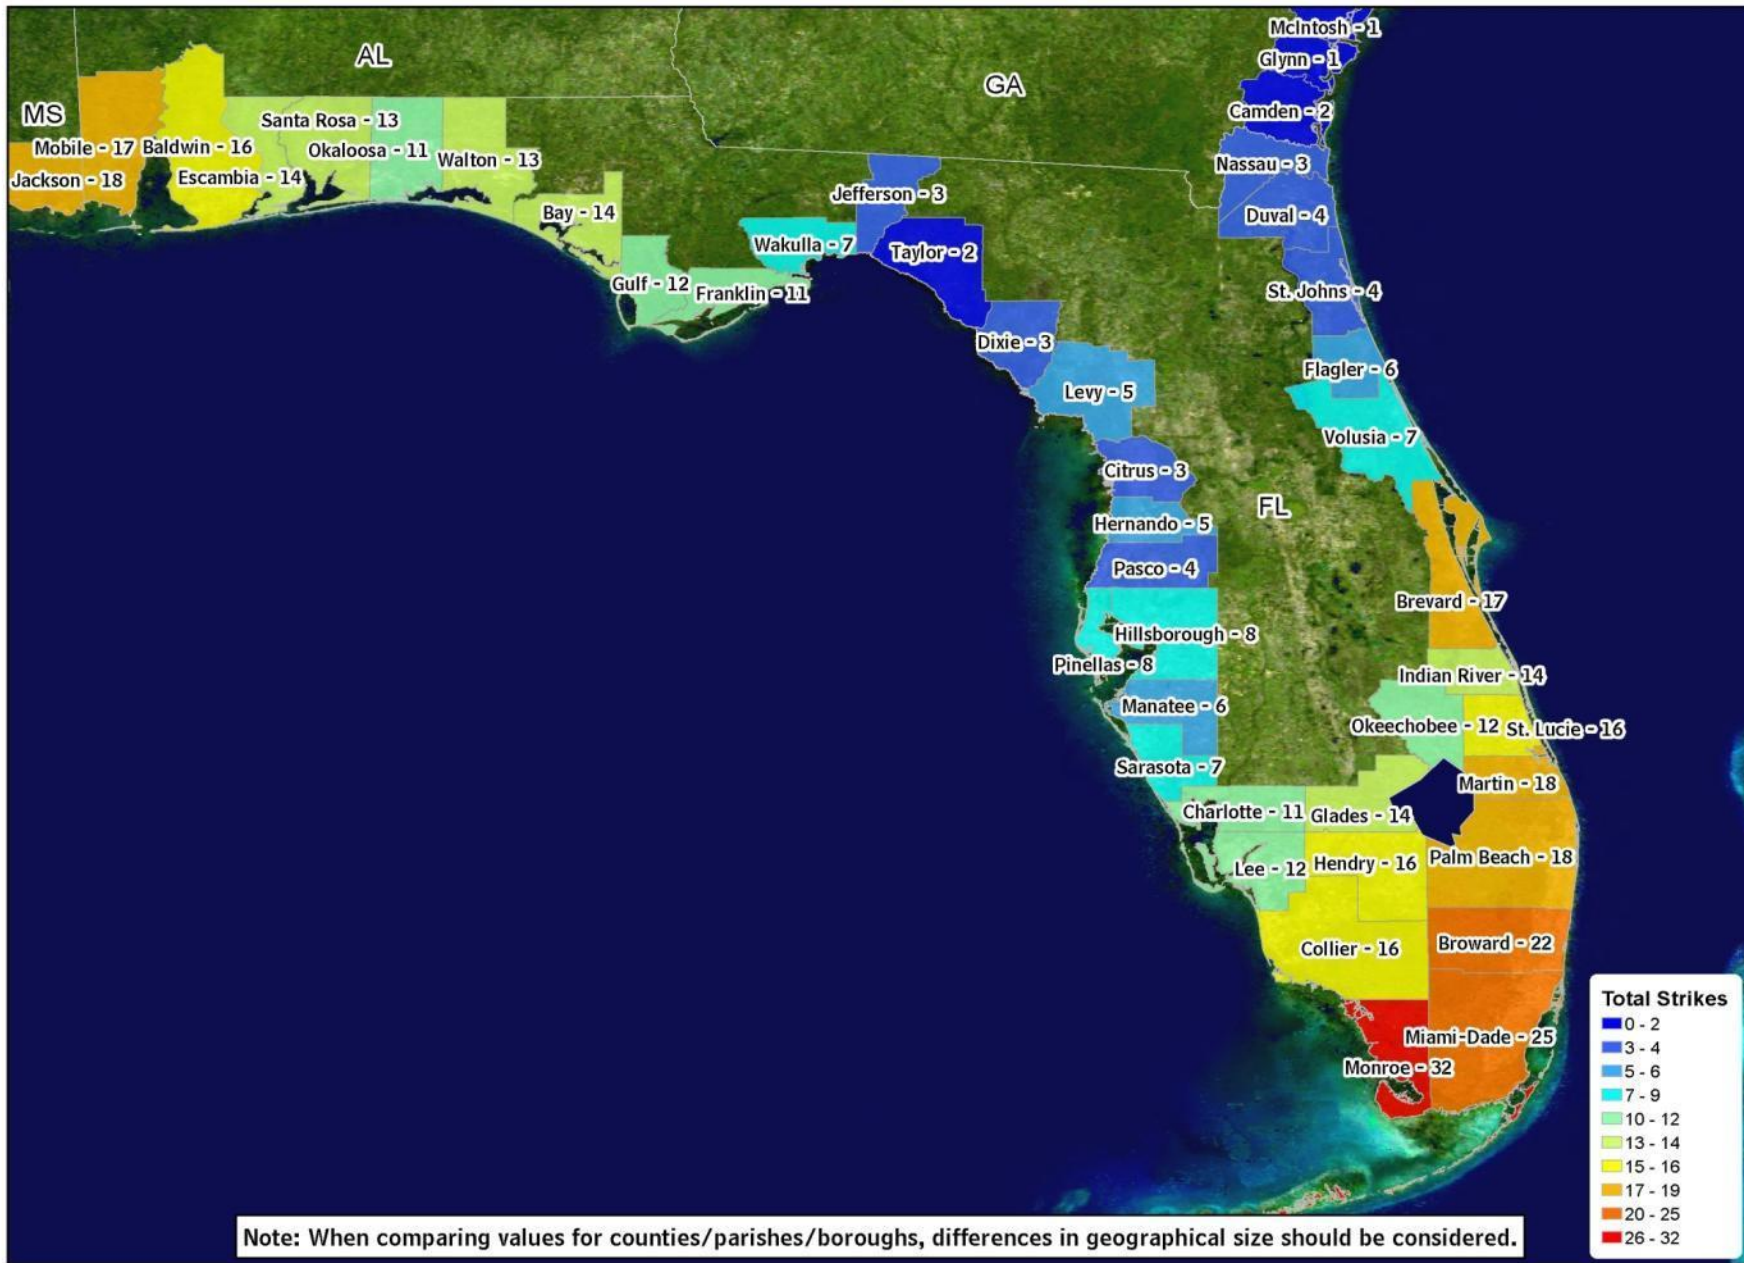 McIntosh - 1
Glynn - 1
AL
GA
Camden - 2
MS
Santa Rosa - 13
Mobile - 17
Baldwin - 16
Okaloosa - 11
Walton - 13
Nassau - 3
Jackson - 18
Escambia - 14
Jefferson - 3
Bay - 14
Duval - 4
Wakulla - 7
Taylor - 2
Gulf - 12
Franklin - 11
St. Johns - 4
Dixie - 3
Flagler - 6
Levy - 5
Volusia - 7
Citrus - 3
FL
Hernando - 5
Pasco - 4
Brevard - 17
Hillsborough - 8
Pinellas - 8
Indian River - 14
Manatee - 6
Okeechobee - 12
St. Lucie - 16
Sarasota - 7
Martin - 18
Charlotte - 11
Glades - 14
Palm Beach - 18
Hendry - 16
Lee - 12
Broward - 22
Collier - 16
Miami-Dade - 25
Monroe - 32
Total Strikes
0 - 2
3 - 4
5 - 6
7 - 9
10 - 12
13 - 14
15 - 16
17 - 19
20 - 25
26 - 32
Note: When comparing values for counties/parishes/boroughs, differences in geographical size should be considered.